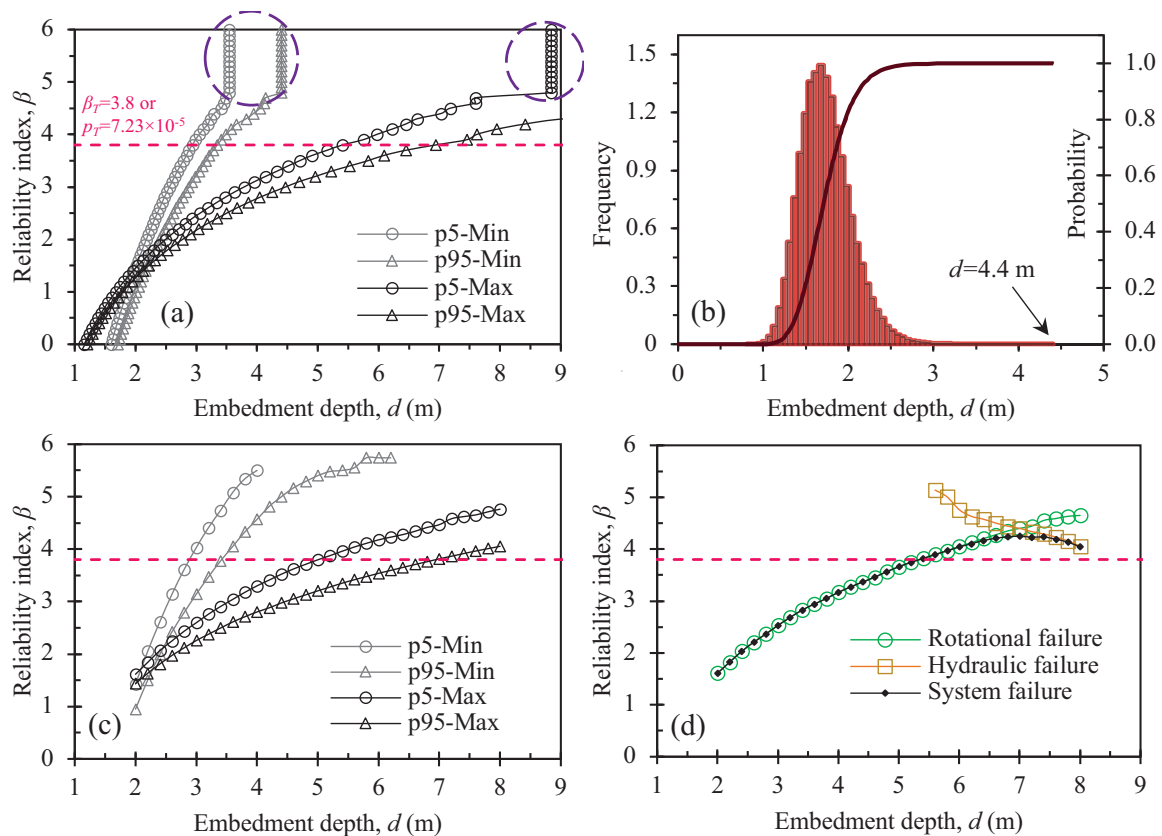 6
5
4
3
2
1
0
Reliability index, β
β_T=3.8 or
p_T=7.23×10⁻⁵
p5-Min
p95-Min
p5-Max
p95-Max
(a)
1 2 3 4 5 6 7 8 9
Embedment depth, d (m)
1.5
1.2
0.9
0.6
0.3
0
Frequency
1.0
0.8
0.6
0.4
0.2
0.0
Probability
d=4.4 m
(b)
0 1 2 3 4 5
Embedment depth, d (m)
6
5
4
3
2
1
0
Reliability index, β
p5-Min
p95-Min
p5-Max
p95-Max
(c)
1 2 3 4 5 6 7 8 9
Embedment depth, d (m)
6
5
4
3
2
1
0
Reliability index, β
Rotational failure
Hydraulic failure
System failure
(d)
1 2 3 4 5 6 7 8 9
Embedment depth, d (m)